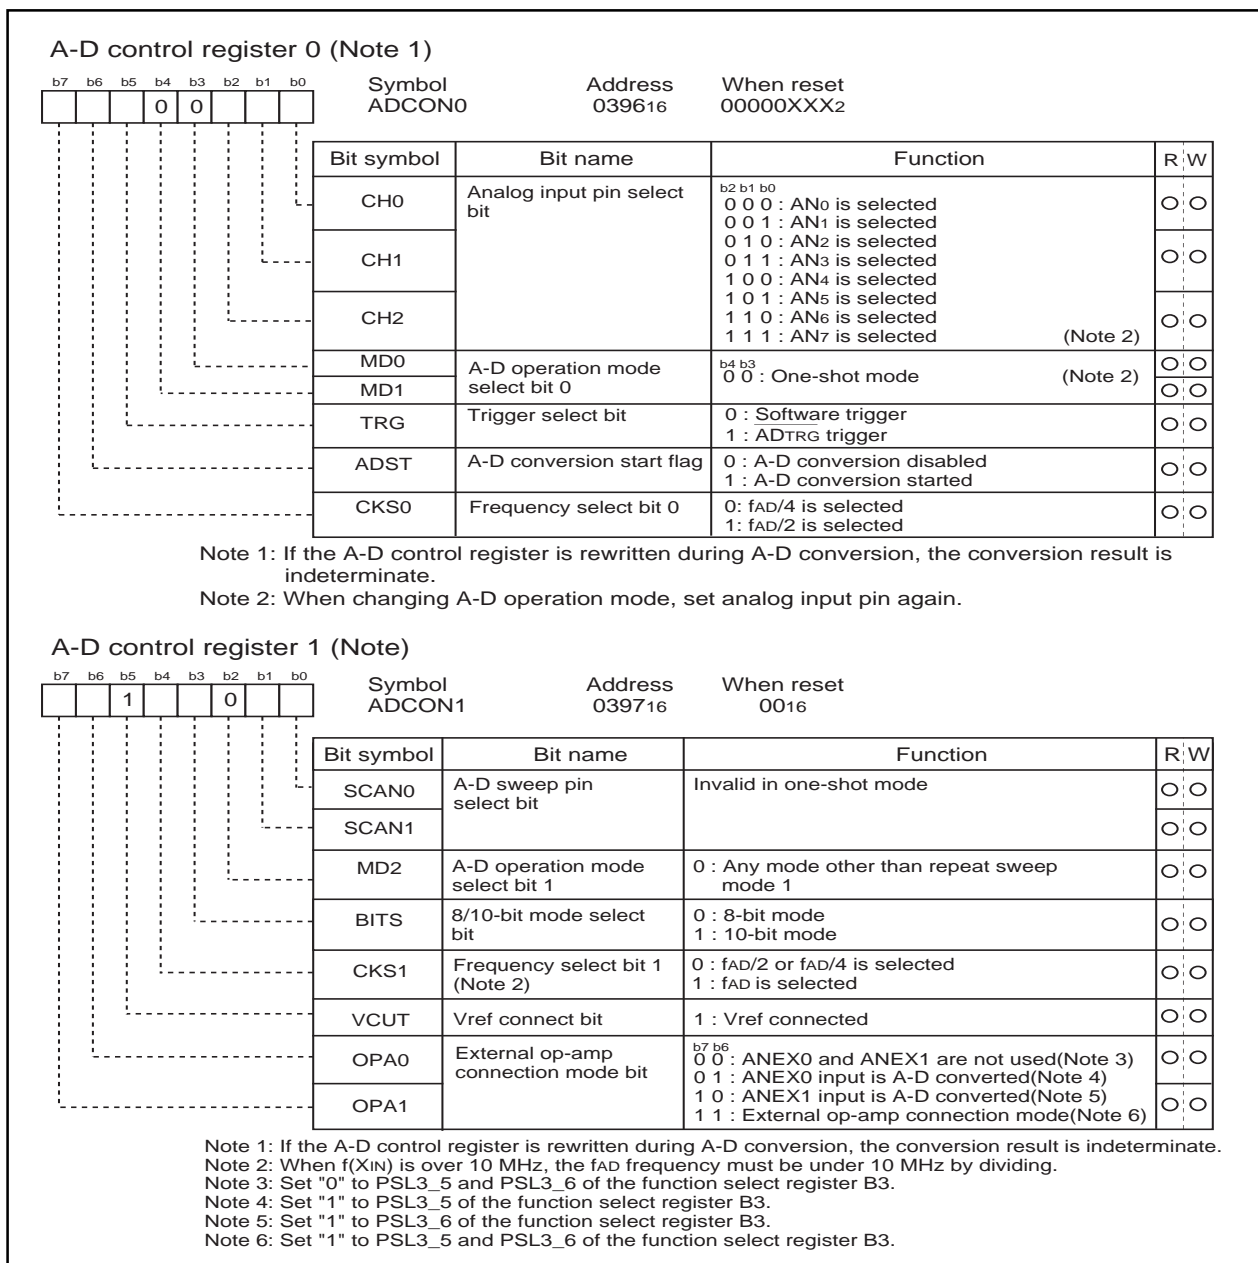 A-D control register 0 (Note 1)
b7 b6 b5 b4 b3 b2 b1 b0
0 0
Symbol Address When reset
ADCON0 039616 00000XXX2
Bit symbol Bit name Function R W
CH0 Analog input pin select bit
b2 b1 b0
0 0 0 : AN0 is selected
0 0 1 : AN1 is selected
0 1 0 : AN2 is selected
CH1
0 1 1 : AN3 is selected
1 0 0 : AN4 is selected
1 0 1 : AN5 is selected
CH2
1 1 0 : AN6 is selected
1 1 1 : AN7 is selected (Note 2)
MD0
A-D operation mode
select bit 0
b4 b3
0 0 : One-shot mode (Note 2)
MD1
TRG Trigger select bit
0 : Software trigger
1 : ADTRG trigger
ADST A-D conversion start flag
0 : A-D conversion disabled
1 : A-D conversion started
CKS0 Frequency select bit 0
0: fAD/4 is selected
1: fAD/2 is selected
Note 1: If the A-D control register is rewritten during A-D conversion, the conversion result is
indeterminate.
Note 2: When changing A-D operation mode, set analog input pin again.
A-D control register 1 (Note)
b7 b6 b5 b4 b3 b2 b1 b0
1 0
Symbol Address When reset
ADCON1 039716 0016
Bit symbol Bit name Function R W
SCAN0
A-D sweep pin
select bit
Invalid in one-shot mode
SCAN1
MD2
A-D operation mode
select bit 1
0 : Any mode other than repeat sweep
mode 1
BITS
8/10-bit mode select
bit
0 : 8-bit mode
1 : 10-bit mode
CKS1
Frequency select bit 1
(Note 2)
0 : fAD/2 or fAD/4 is selected
1 : fAD is selected
VCUT Vref connect bit 1 : Vref connected
OPA0
External op-amp
connection mode bit
b7 b6
0 0 : ANEX0 and ANEX1 are not used(Note 3)
0 1 : ANEX0 input is A-D converted(Note 4)
OPA1
1 0 : ANEX1 input is A-D converted(Note 5)
1 1 : External op-amp connection mode(Note 6)
Note 1: If the A-D control register is rewritten during A-D conversion, the conversion result is indeterminate.
Note 2: When f(XIN) is over 10 MHz, the fAD frequency must be under 10 MHz by dividing.
Note 3: Set "0" to PSL3_5 and PSL3_6 of the function select register B3.
Note 4: Set "1" to PSL3_5 of the function select register B3.
Note 5: Set "1" to PSL3_6 of the function select register B3.
Note 6: Set "1" to PSL3_5 and PSL3_6 of the function select register B3.